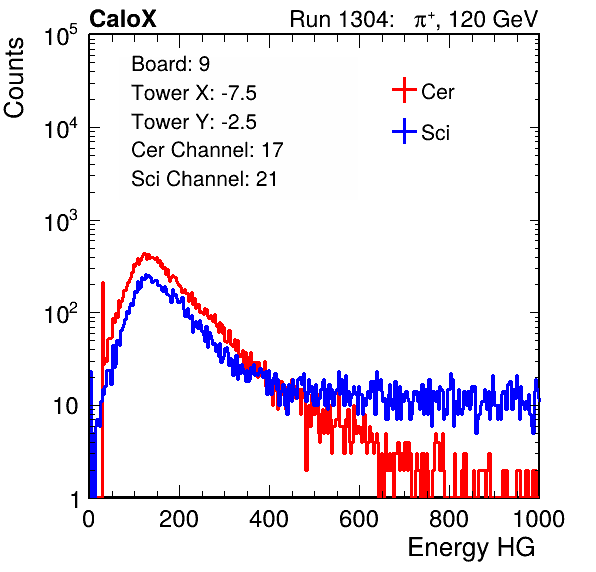 CaloX Run 1304: π⁺, 120 GeV
Counts
Board: 9
Tower X: -7.5
Tower Y: -2.5
Cer Channel: 17
Sci Channel: 21
Cer
Sci
10⁵
10⁴
10³
10²
10
1
0 200 400 600 800 1000
Energy HG